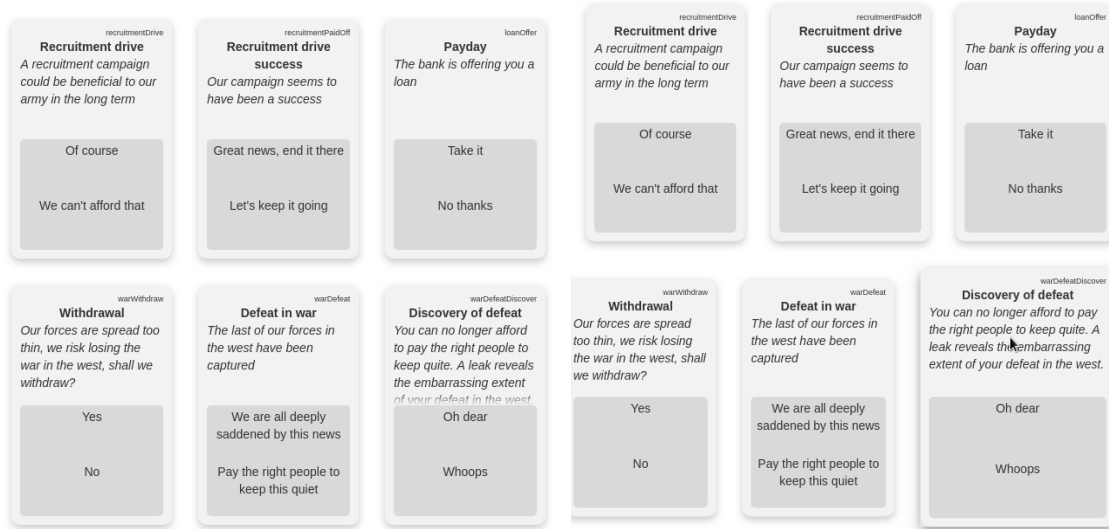 recruitmentDrive
Recruitment drive
A recruitment campaign
could be beneficial to our
army in the long term
Of course
We can't afford that
recruitmentPaidOff
Recruitment drive
success
Our campaign seems to
have been a success
Great news, end it there
Let's keep it going
loanOffer
Payday
The bank is offering you a
loan
Take it
No thanks
recruitmentDrive
Recruitment drive
A recruitment campaign
could be beneficial to our
army in the long term
Of course
We can't afford that
recruitmentPaidOff
Recruitment drive
success
Our campaign seems to
have been a success
Great news, end it there
Let's keep it going
loanOffer
Payday
The bank is offering you a
loan
Take it
No thanks
warWithdraw
Withdrawal
Our forces are spread too
thin, we risk losing the
war in the west, shall we
withdraw?
Yes
No
warDefeat
Defeat in war
The last of our forces in
the west have been
captured
We are all deeply
saddened by this news
Pay the right people to
keep this quiet
warDefeatDiscover
Discovery of defeat
You can no longer afford
to pay the right people to
keep quite. A leak reveals
the embarrassing extent
of your defeat in the west.
Oh dear
Whoops
warWithdraw
Withdrawal
Our forces are spread
too thin, we risk losing
the war in the west, shall
we withdraw?
Yes
No
warDefeat
Defeat in war
The last of our forces in
the west have been
captured
We are all deeply
saddened by this news
Pay the right people to
keep this quiet
warDefeatDiscover
Discovery of defeat
You can no longer afford to pay
the right people to keep quite. A
leak reveals the embarrassing
extent of your defeat in the west.
Oh dear
Whoops